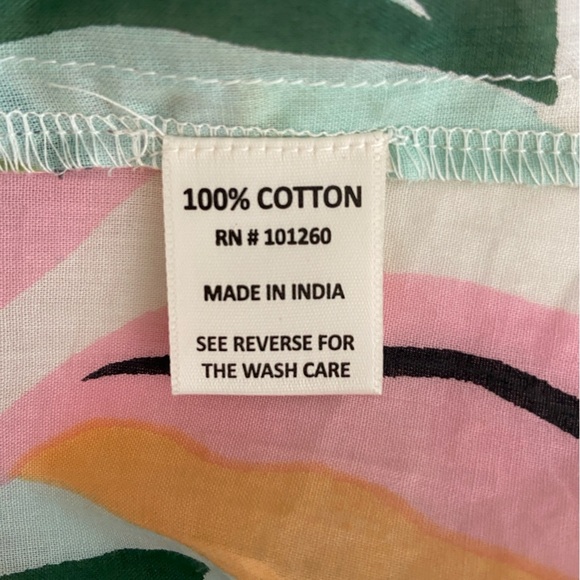 100% COTTON
RN # 101260
MADE IN INDIA
SEE REVERSE FOR
THE WASH CARE